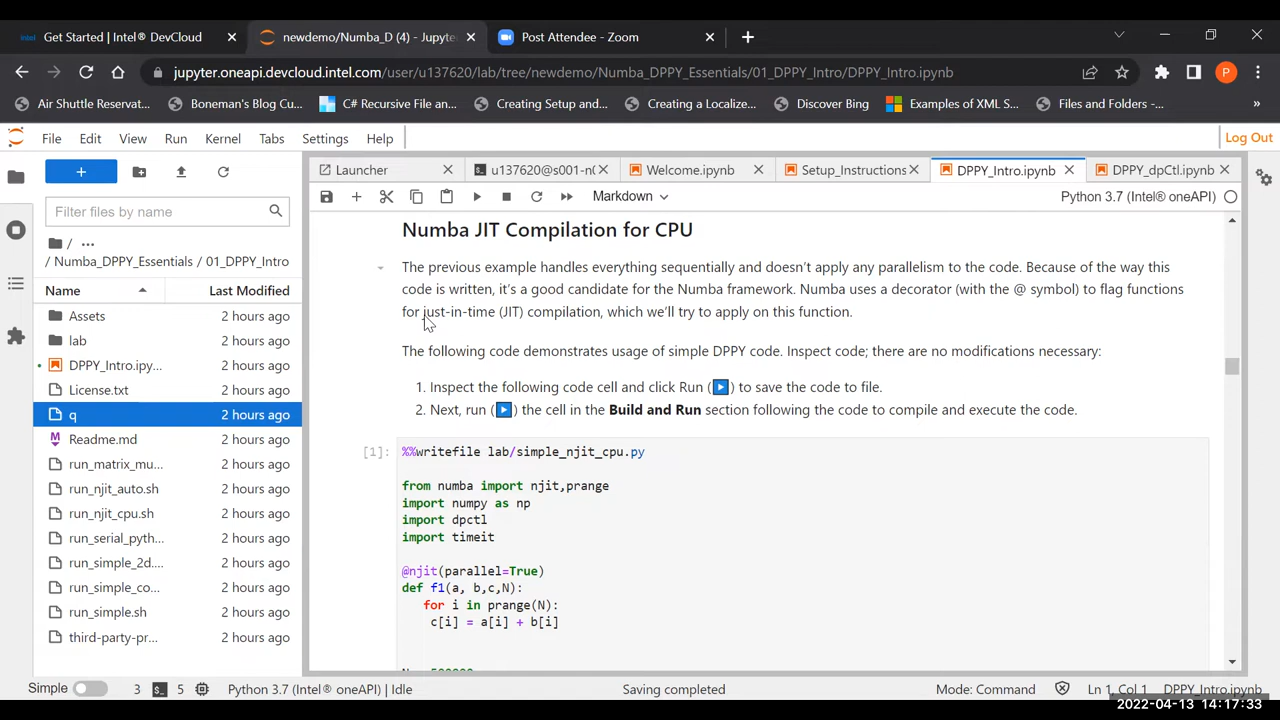 intel Get Started | Intel® DevCloud newdemo/Numba_D (4) - Jupyte Post Attendee - Zoom
jupyter.oneapi.devcloud.intel.com/user/u137620/lab/tree/newdemo/Numba_DPPY_Essentials/01_DPPY_Intro/DPPY_Intro.ipynb P
Air Shuttle Reservat... Boneman's Blog Cu... C# Recursive File an... Creating Setup and... Creating a Localize... Discover Bing Examples of XML S... Files and Folders -... »
File Edit View Run Kernel Tabs Settings Help Log Out
Launcher u137620@s001-n0 Welcome.ipynb Setup_Instructions DPPY_Intro.ipynb DPPY_dpCtl.ipynb
Markdown Python 3.7 (Intel® oneAPI)
Filter files by name
/ ...
/ Numba_DPPY_Essentials / 01_DPPY_Intro
Name Last Modified
Assets 2 hours ago
lab 2 hours ago
DPPY_Intro.ipy... 2 hours ago
License.txt 2 hours ago
q 2 hours ago
Readme.md 2 hours ago
run_matrix_mu... 2 hours ago
run_njit_auto.sh 2 hours ago
run_njit_cpu.sh 2 hours ago
run_serial_pyth... 2 hours ago
run_simple_2d... 2 hours ago
run_simple_co... 2 hours ago
run_simple.sh 2 hours ago
third-party-pr... 2 hours ago
Numba JIT Compilation for CPU
The previous example handles everything sequentially and doesn't apply any parallelism to the code. Because of the way this
code is written, it's a good candidate for the Numba framework. Numba uses a decorator (with the @ symbol) to flag functions
for just-in-time (JIT) compilation, which we'll try to apply on this function.
The following code demonstrates usage of simple DPPY code. Inspect code; there are no modifications necessary:
1. Inspect the following code cell and click Run (▶) to save the code to file.
2. Next, run (▶) the cell in the Build and Run section following the code to compile and execute the code.
[1]: %%writefile lab/simple_njit_cpu.py
from numba import njit,prange
import numpy as np
import dpctl
import timeit
@njit(parallel=True)
def f1(a, b,c,N):
for i in prange(N):
c[i] = a[i] + b[i]
Simple 3 5 Python 3.7 (Intel® oneAPI) | Idle Saving completed Mode: Command Ln 1, Col 1 DPPY_Intro.ipynb
2022-04-13 14:17:33